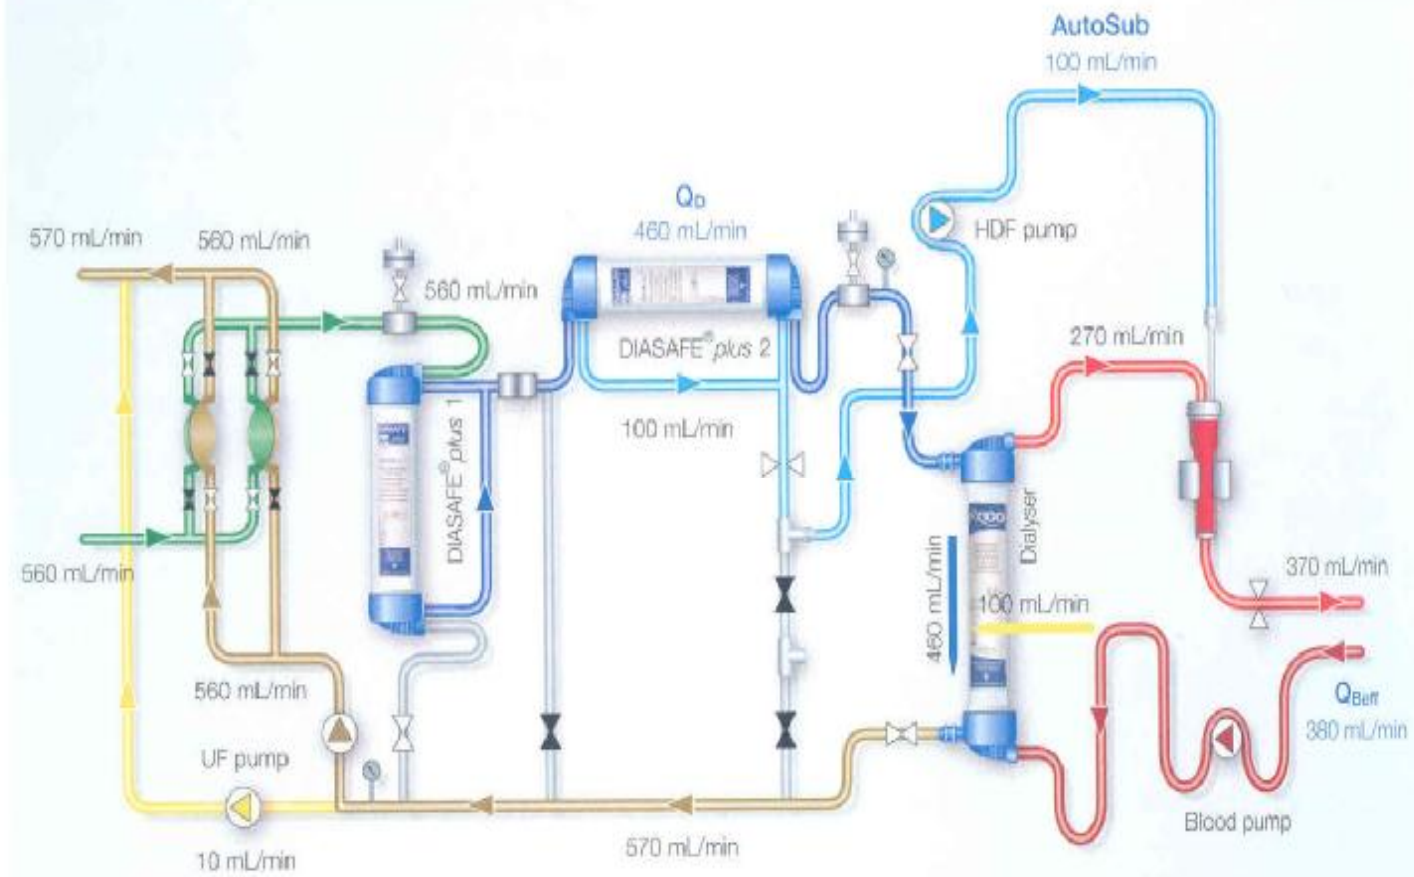 AutoSub
100 mL/min
QD
460 mL/min
HDF pump
570 mL/min
560 mL/min
560 mL/min
DIASAFE® plus 2
270 mL/min
DIASAFE® plus 1
100 mL/min
Dialyser
560 mL/min
370 mL/min
460 mL/min
100 mL/min
560 mL/min
QBeff
380 mL/min
UF pump
Blood pump
570 mL/min
10 mL/min